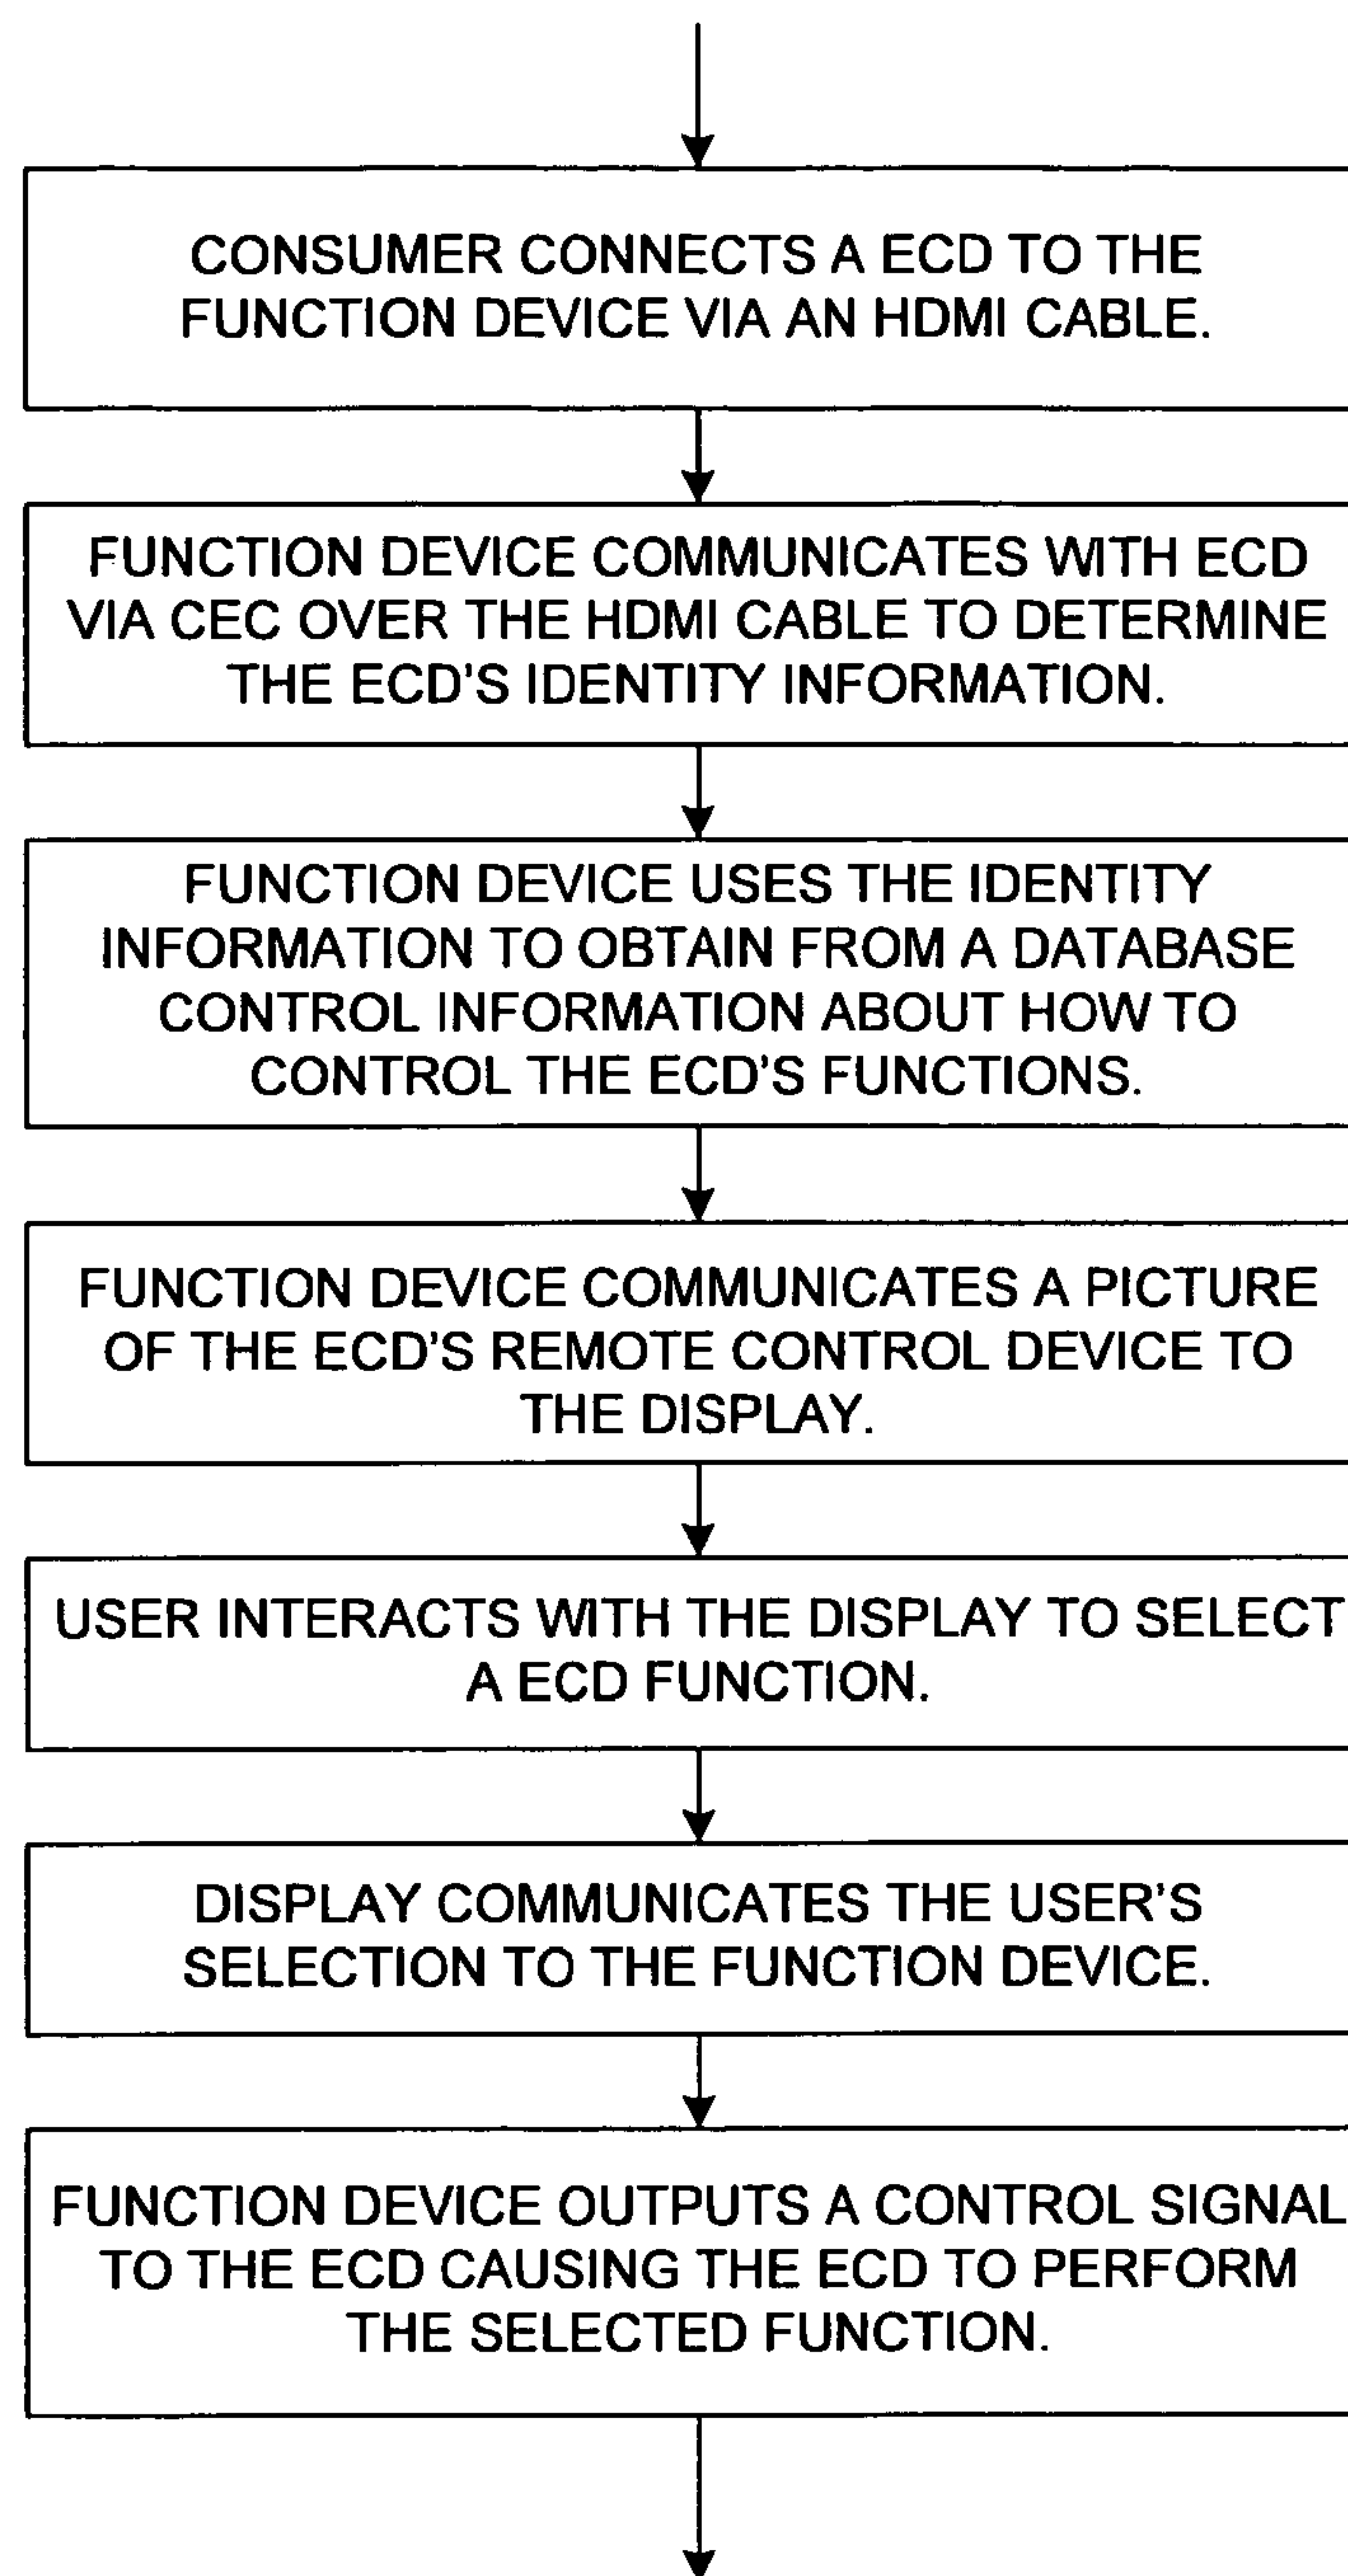 CONSUMER CONNECTS A ECD TO THE
FUNCTION DEVICE VIA AN HDMI CABLE.
FUNCTION DEVICE COMMUNICATES WITH ECD
VIA CEC OVER THE HDMI CABLE TO DETERMINE
THE ECD'S IDENTITY INFORMATION.
FUNCTION DEVICE USES THE IDENTITY
INFORMATION TO OBTAIN FROM A DATABASE
CONTROL INFORMATION ABOUT HOW TO
CONTROL THE ECD'S FUNCTIONS.
FUNCTION DEVICE COMMUNICATES A PICTURE
OF THE ECD'S REMOTE CONTROL DEVICE TO
THE DISPLAY.
USER INTERACTS WITH THE DISPLAY TO SELECT
A ECD FUNCTION.
DISPLAY COMMUNICATES THE USER'S
SELECTION TO THE FUNCTION DEVICE.
FUNCTION DEVICE OUTPUTS A CONTROL SIGNAL
TO THE ECD CAUSING THE ECD TO PERFORM
THE SELECTED FUNCTION.